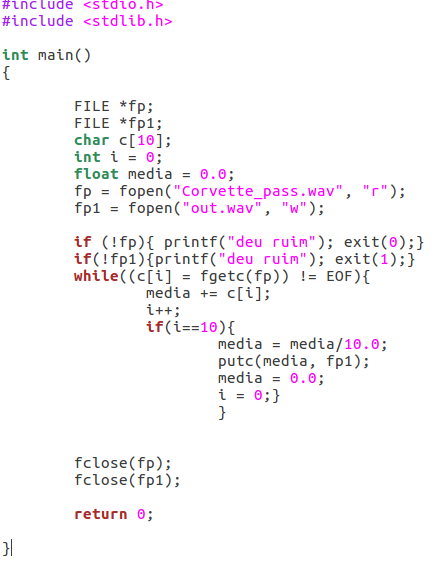 #include <stdio.h>
#include <stdlib.h>
int main()
{
FILE *fp;
FILE *fp1;
char c[10];
int i = 0;
float media = 0.0;
fp = fopen("Corvette_pass.wav", "r");
fp1 = fopen("out.wav", "w");
if (!fp){ printf("deu ruim"); exit(0);}
if(!fp1){printf("deu ruim"); exit(1);}
while((c[i] = fgetc(fp)) != EOF){
media += c[i];
i++;
if(i==10){
media = media/10.0;
putc(media, fp1);
media = 0.0;
i = 0;}
}
fclose(fp);
fclose(fp1);
return 0;
}